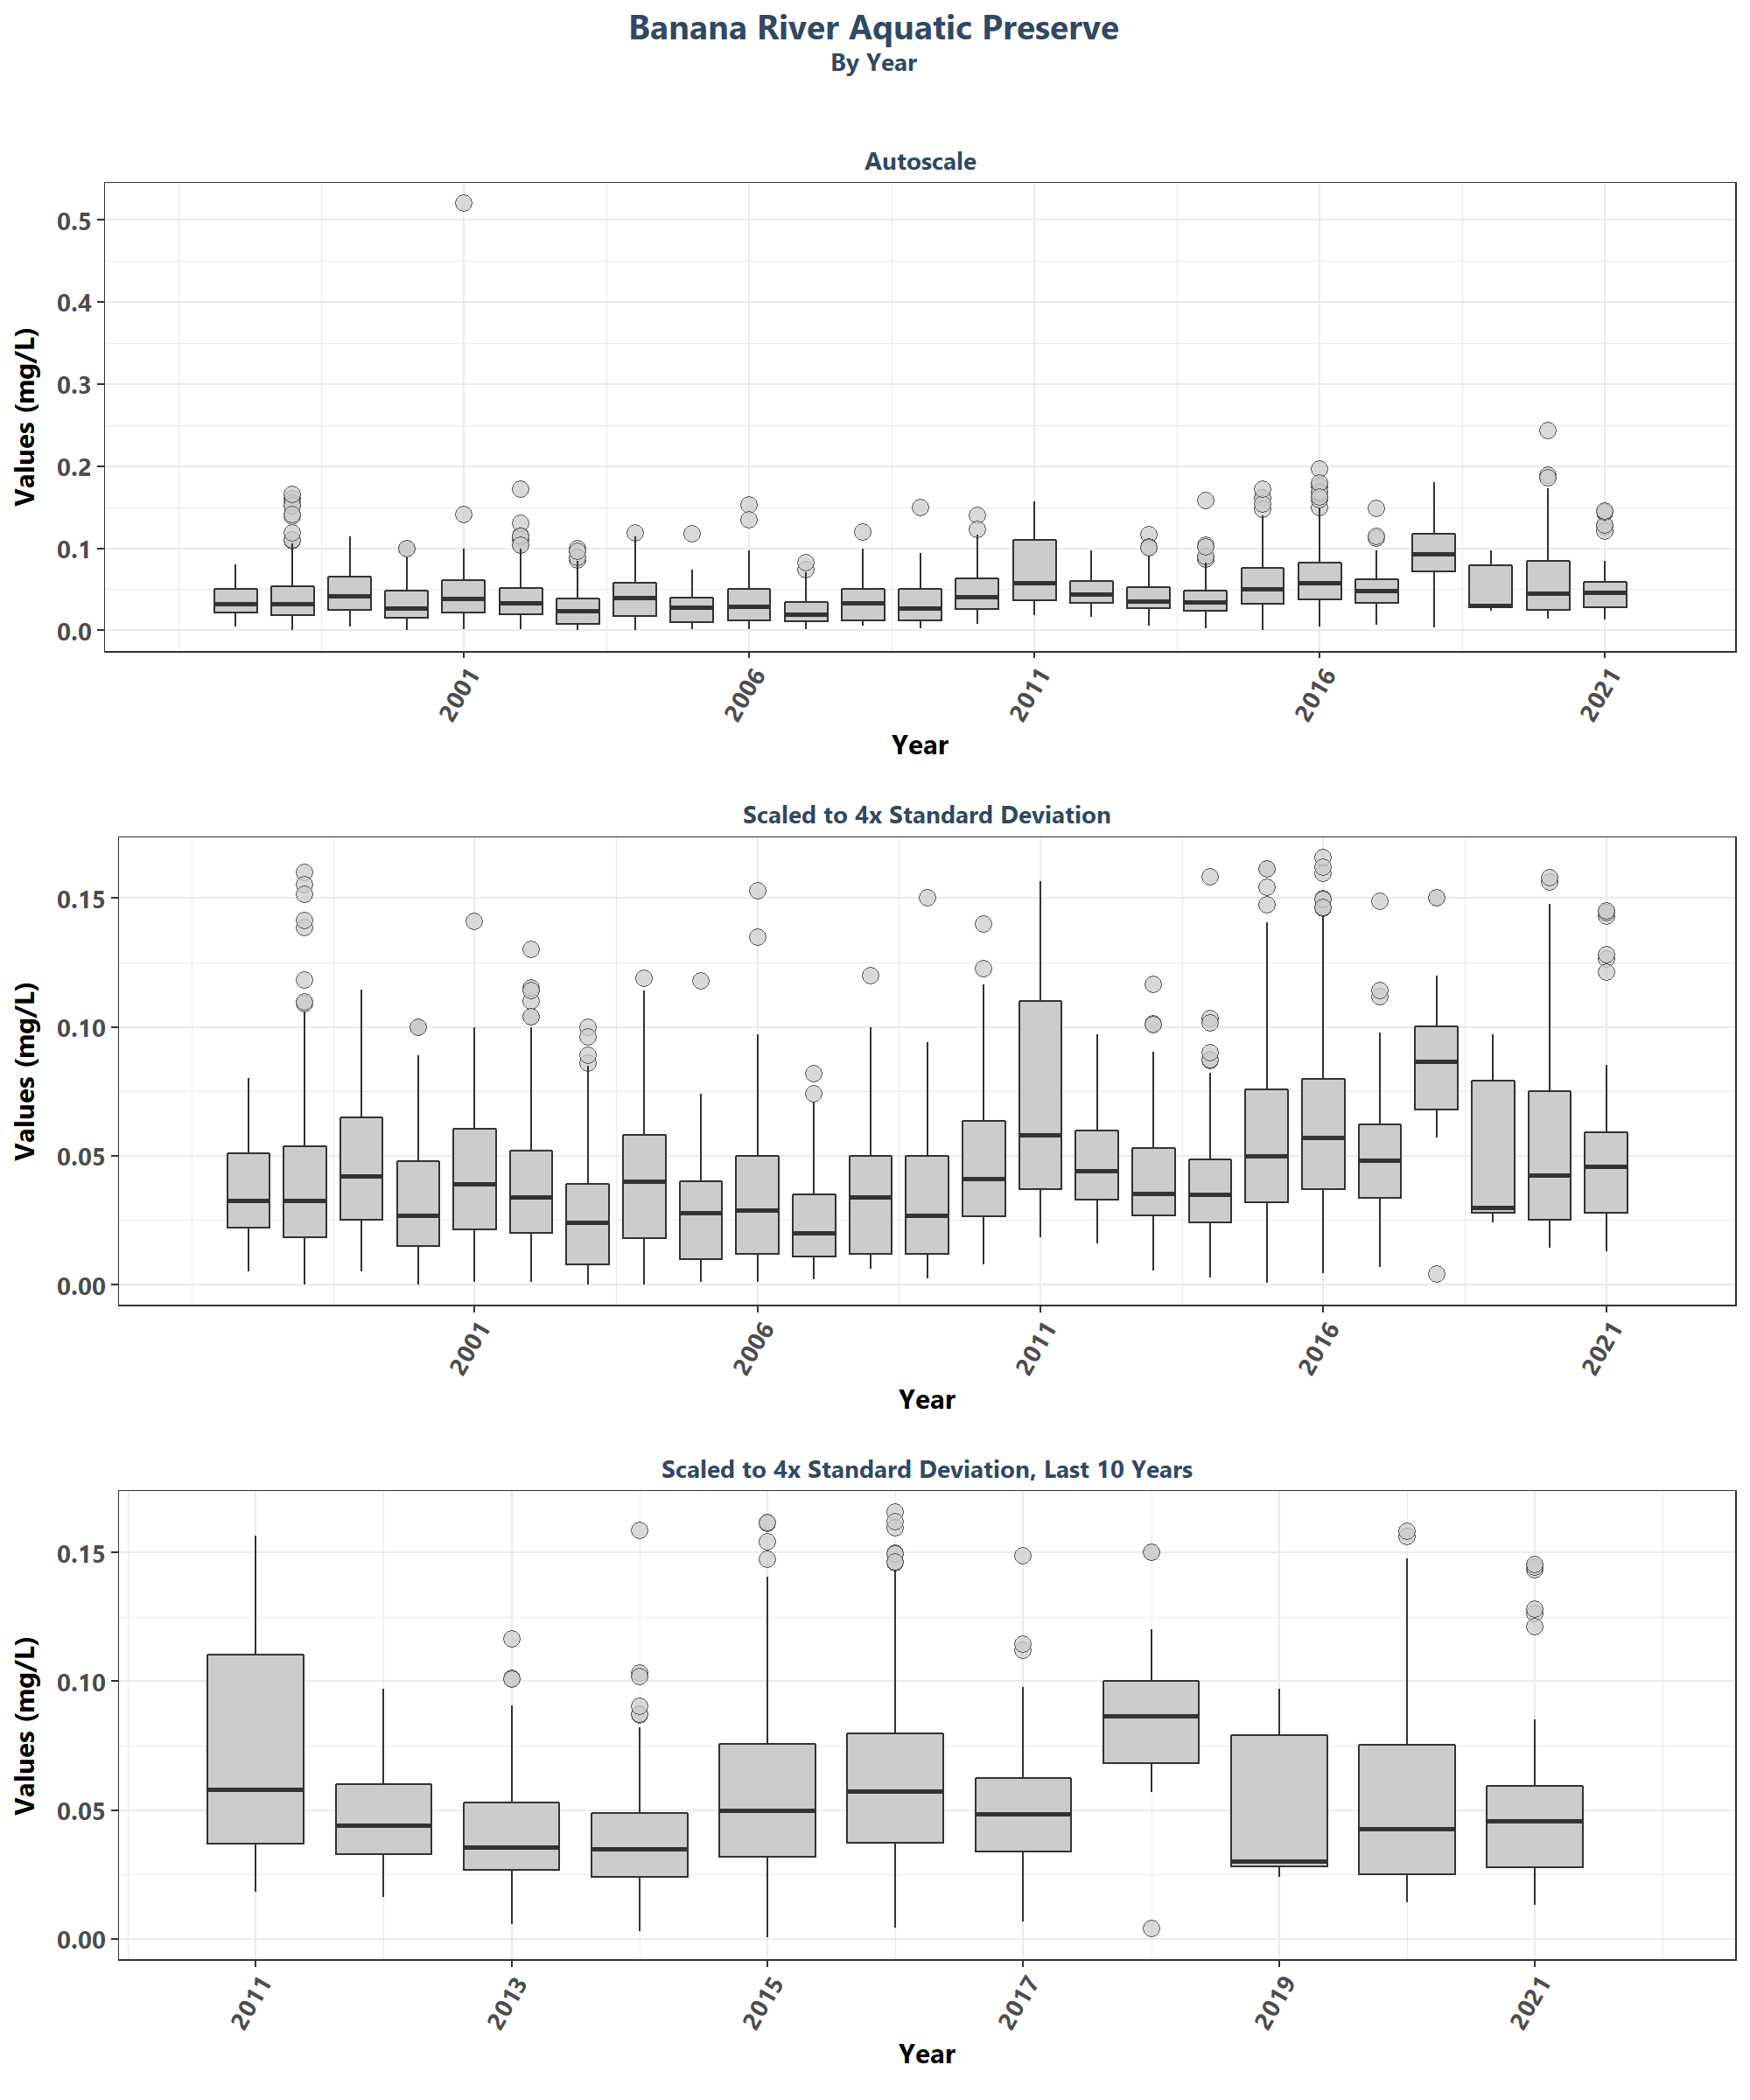 Banana River Aquatic Preserve
By Year
Autoscale
Values (mg/L)
0.5
0.4
0.3
0.2
0.1
0.0
2001
2006
2011
2016
2021
Year
Scaled to 4x Standard Deviation
Values (mg/L)
0.15
0.10
0.05
0.00
2001
2006
2011
2016
2021
Year
Scaled to 4x Standard Deviation, Last 10 Years
Values (mg/L)
0.15
0.10
0.05
0.00
2011
2013
2015
2017
2019
2021
Year